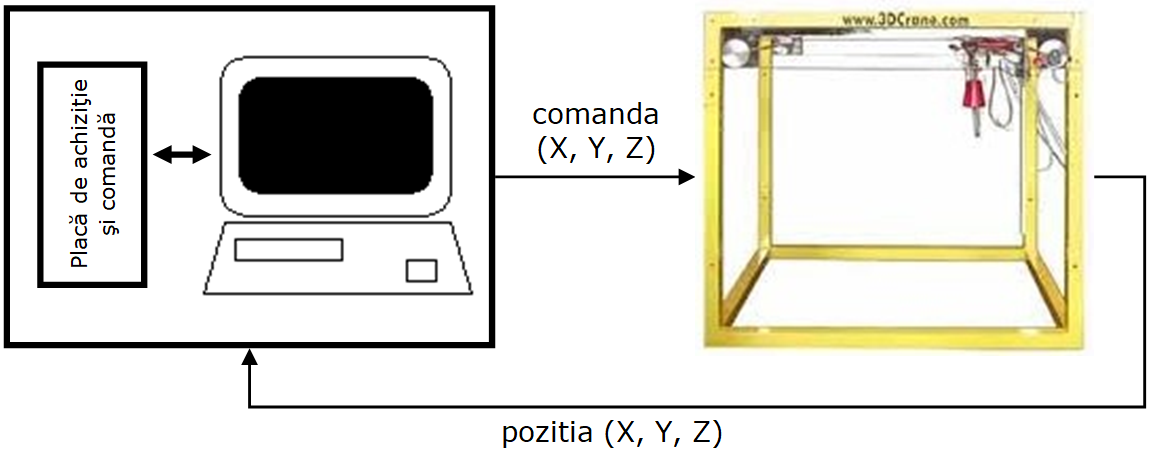 www.3DCrane.com
Placă de achiziţie
şi comandă
comanda
(X, Y, Z)
pozitia (X, Y, Z)